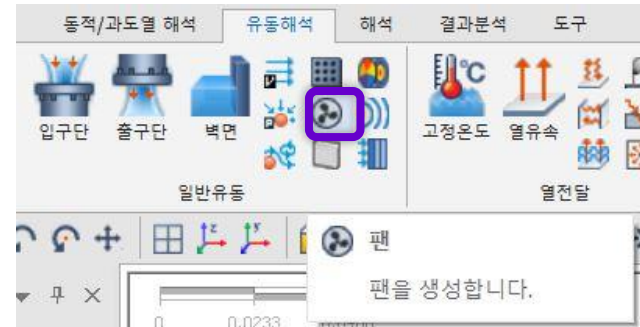 동적/과도열 해석 유동해석 해석 결과분석 도구
°C
입구단 출구단 벽면 고정온도 열유속
일반유동 열전달
z y
팬
팬을 생성합니다.
0 0.0233